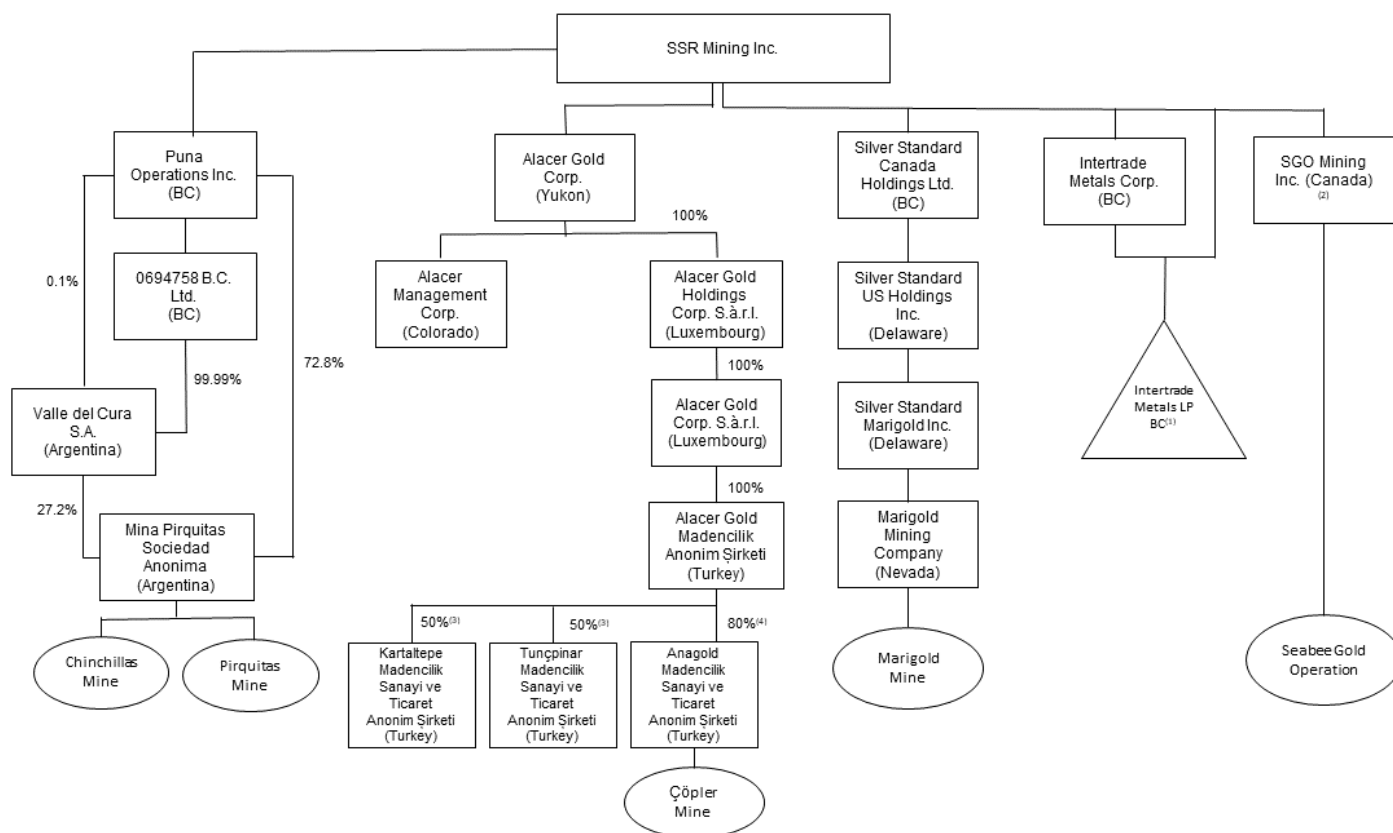 SSR Mining Inc.
Puna
Operations Inc.
(BC)
Alacer Gold
Corp.
(Yukon)
Silver Standard
Canada
Holdings Ltd.
(BC)
Intertrade
Metals Corp.
(BC)
SGO Mining
Inc. (Canada)
(2)
100%
0.1%
0694758 B.C.
Ltd.
(BC)
Alacer
Management
Corp.
(Colorado)
Alacer Gold
Holdings
Corp. S.à.r.l.
(Luxembourg)
Silver Standard
US Holdings
Inc.
(Delaware)
72.8%
99.99%
100%
Valle del Cura
S.A.
(Argentina)
Alacer Gold
Corp. S.à.r.l.
(Luxembourg)
Silver Standard
Marigold Inc.
(Delaware)
Intertrade
Metals LP
BC(1)
27.2%
100%
Mina Pirquitas
Sociedad
Anonima
(Argentina)
Alacer Gold
Madencilik
Anonim Şirketi
(Turkey)
Marigold
Mining
Company
(Nevada)
50%(3)
50%(3)
80%(4)
Chinchillas
Mine
Pirquitas
Mine
Kartaltepe
Madencilik
Sanayi ve
Ticaret
Anonim Şirketi
(Turkey)
Tunçpinar
Madencilik
Sanayi ve
Ticaret
Anonim Şirketi
(Turkey)
Anagold
Madencilik
Sanayi ve
Ticaret
Anonim Şirketi
(Turkey)
Marigold
Mine
Seabee Gold
Operation
Çöpler
Mine